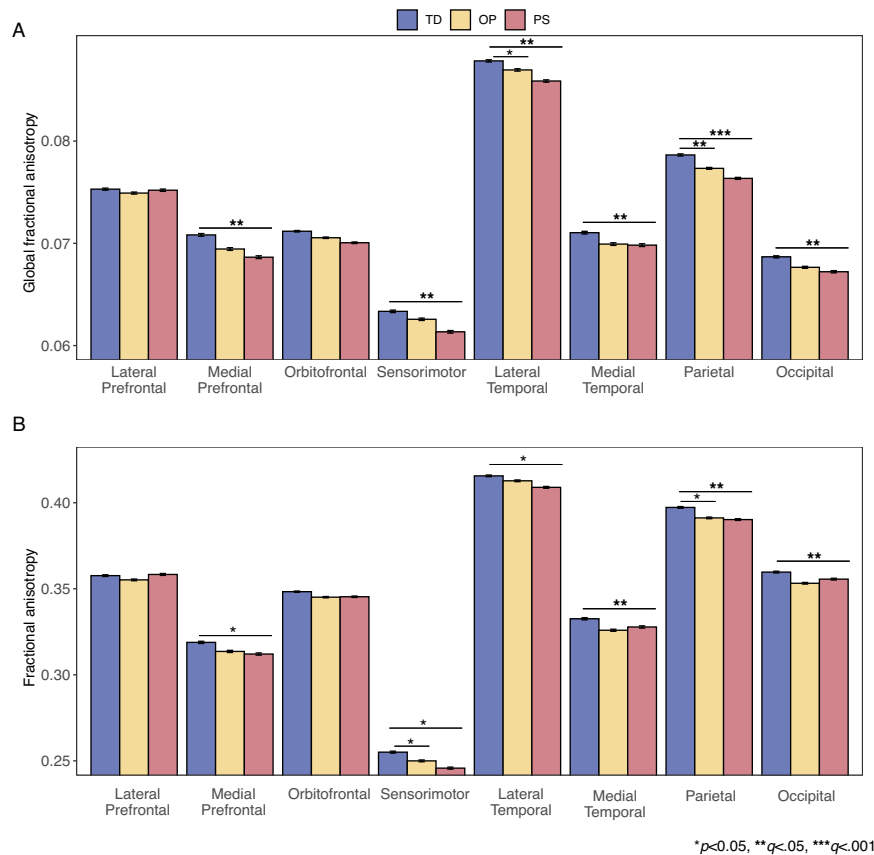 TD OP PS
A
Global fractional anisotropy
0.08
0.07
0.06
**
**
**
*
**
***
**
**
Lateral Prefrontal
Medial Prefrontal
Orbitofrontal
Sensorimotor
Lateral Temporal
Medial Temporal
Parietal
Occipital
B
Fractional anisotropy
0.40
0.35
0.30
0.25
*
*
*
*
**
**
*
**
Lateral Prefrontal
Medial Prefrontal
Orbitofrontal
Sensorimotor
Lateral Temporal
Medial Temporal
Parietal
Occipital
*p<0.05, **q<.05, ***q<.001